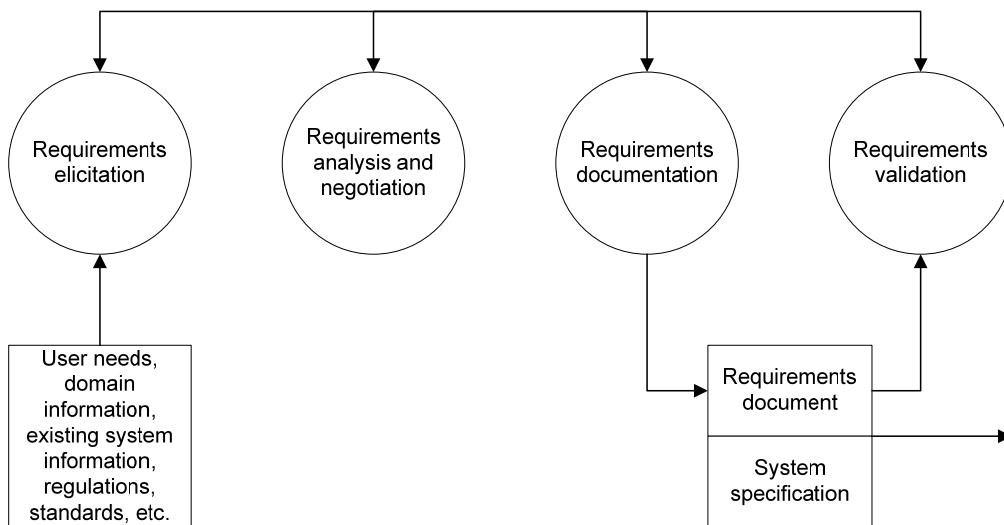 Requirements
elicitation
Requirements
analysis and
negotiation
Requirements
documentation
Requirements
validation
User needs,
domain
information,
existing system
information,
regulations,
standards, etc.
Requirements
document
System
specification